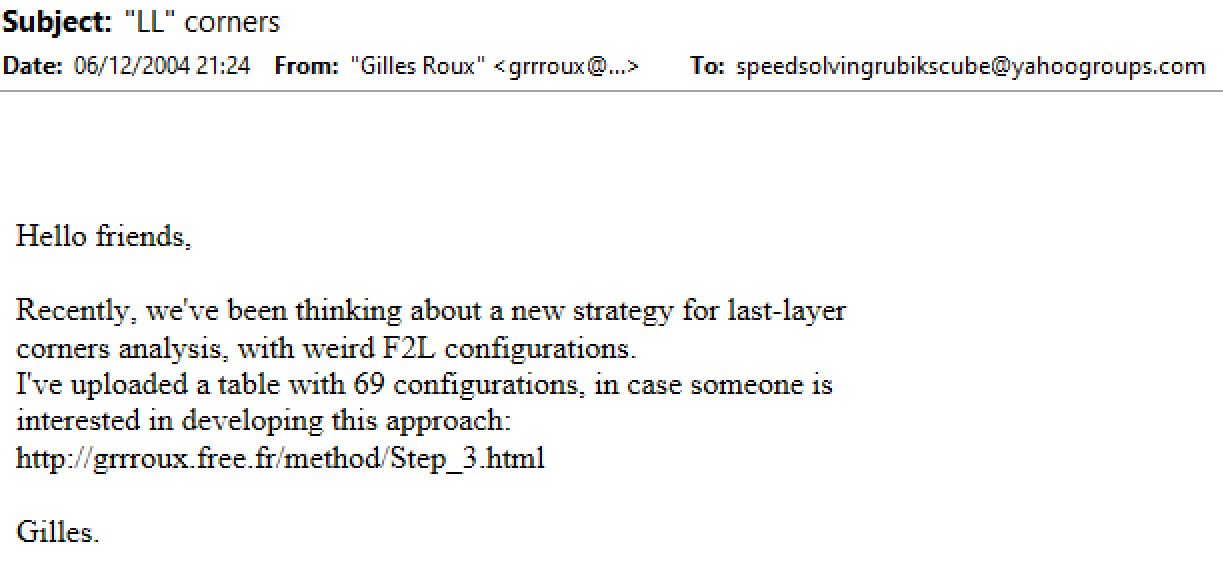 Subject: "LL" corners
Date: 06/12/2004 21:24 From: "Gilles Roux" <grrroux@...> To: speedsolvingrubikscube@yahoogroups.com
Hello friends,
Recently, we've been thinking about a new strategy for last-layer
corners analysis, with weird F2L configurations.
I've uploaded a table with 69 configurations, in case someone is
interested in developing this approach:
http://grrroux.free.fr/method/Step_3.html
Gilles.